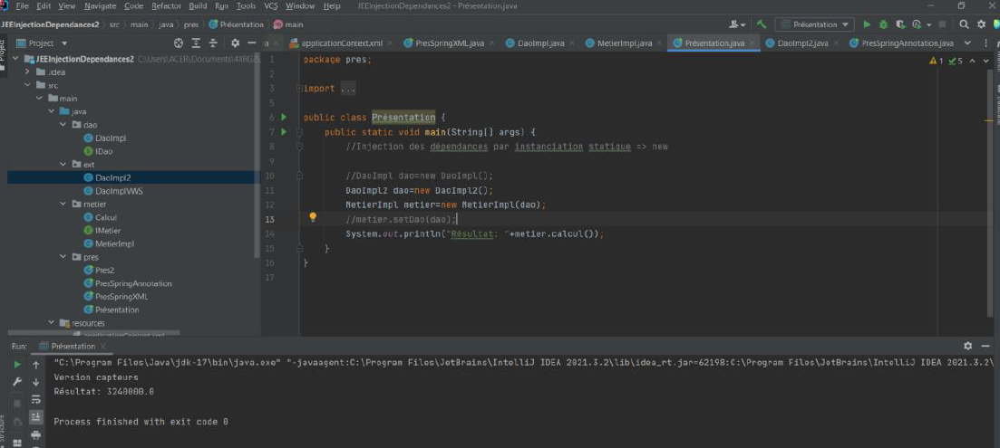 File Edit View Navigate Code Refactor Build Run Tools VCS Window Help JEEInjectionDependances2 - Présentation.java
JEEInjectionDependances2 src main java pres Présentation main Présentation
Project
applicationContext.xml PresSpringXML.java DaoImpl.java MetierImpl.java Présentation.java DaoImpl2.java PresSpringAnnotation.java
JEEInjectionDependances2
.idea
src
main
java
dao
DaoImpl
IDao
ext
DaoImpl2
DaoImplVWS
metier
Calcul
IMetier
MetierImpl
pres
Pres2
PresSpringAnnotation
PresSpringXML
Présentation
resources
1 package pres;
2
3 import ...
5
6 public class Présentation {
7 public static void main(String[] args) {
8 //Injection des dépendances par instanciation statique => new
9
10 //DaoImpl dao=new DaoImpl();
11 DaoImpl2 dao=new DaoImpl2();
12 MetierImpl metier=new MetierImpl(dao);
13 //metier.setDao(dao);
14 System.out.println("Résultat: "+metier.calcul());
15 }
16 }
17
1 5
Run: Présentation
"C:\Program Files\Java\jdk-17\bin\java.exe" "-javaagent:C:\Program Files\JetBrains\IntelliJ IDEA 2021.3.2\lib\idea_rt.jar=62198:C:\Program Files\JetBrains\IntelliJ IDEA 2021.3.2\
Version capteurs
Résultat: 3240000.0
Process finished with exit code 0